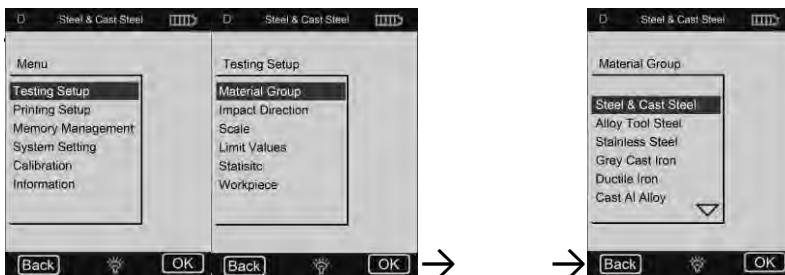 D Steel & Cast Steel
Menu
Testing Setup
Printing Setup
Memory Management
System Setting
Calibration
Information
Back OK
D Steel & Cast Steel
Testing Setup
Material Group
Impact Direction
Scale
Limit Values
Statisitc
Workpiece
Back OK
D Steel & Cast Steel
Material Group
Steel & Cast Steel
Alloy Tool Steel
Stainless Steel
Grey Cast Iron
Ductile Iron
Cast Al Alloy
Back OK